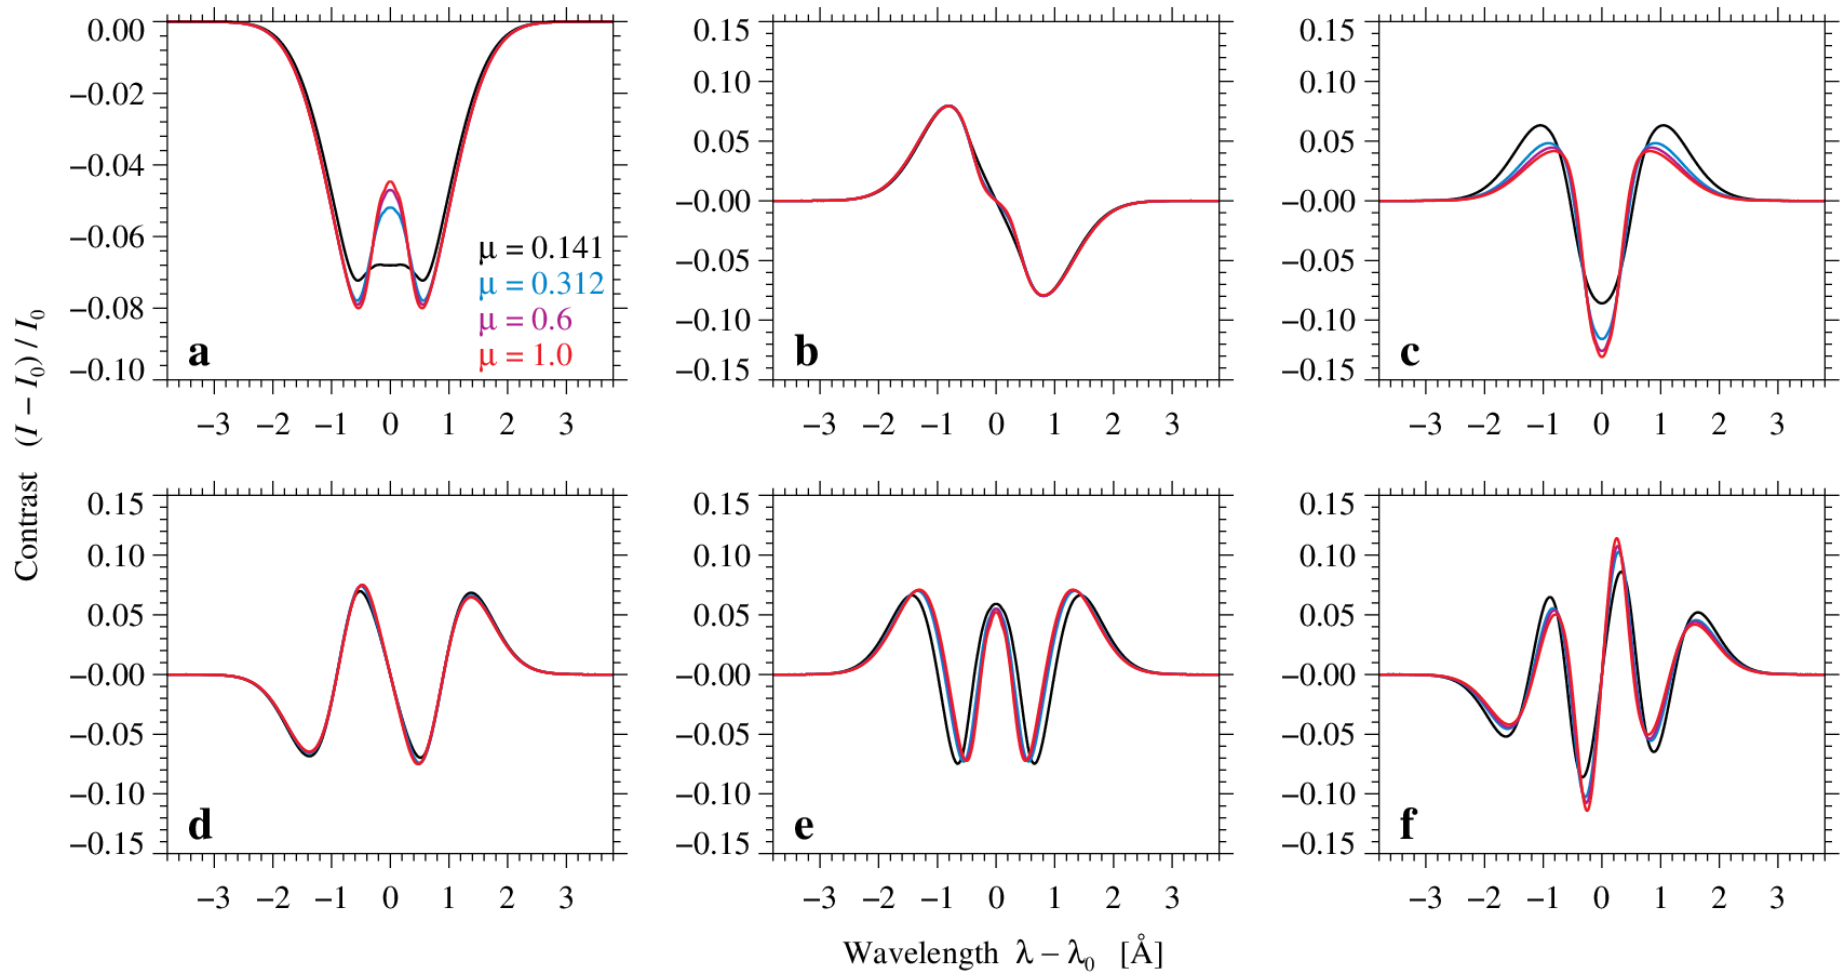 Contrast (I − I0) / I0
0.00
−0.02
−0.04
−0.06
−0.08
−0.10
μ = 0.141
μ = 0.312
μ = 0.6
μ = 1.0
a
−3 −2 −1 0 1 2 3
0.15
0.10
0.05
−0.00
−0.05
−0.10
−0.15
b
−3 −2 −1 0 1 2 3
0.15
0.10
0.05
−0.00
−0.05
−0.10
−0.15
c
−3 −2 −1 0 1 2 3
0.15
0.10
0.05
−0.00
−0.05
−0.10
−0.15
d
−3 −2 −1 0 1 2 3
0.15
0.10
0.05
−0.00
−0.05
−0.10
−0.15
e
−3 −2 −1 0 1 2 3
0.15
0.10
0.05
−0.00
−0.05
−0.10
−0.15
f
−3 −2 −1 0 1 2 3
Wavelength λ − λ0 [Å]